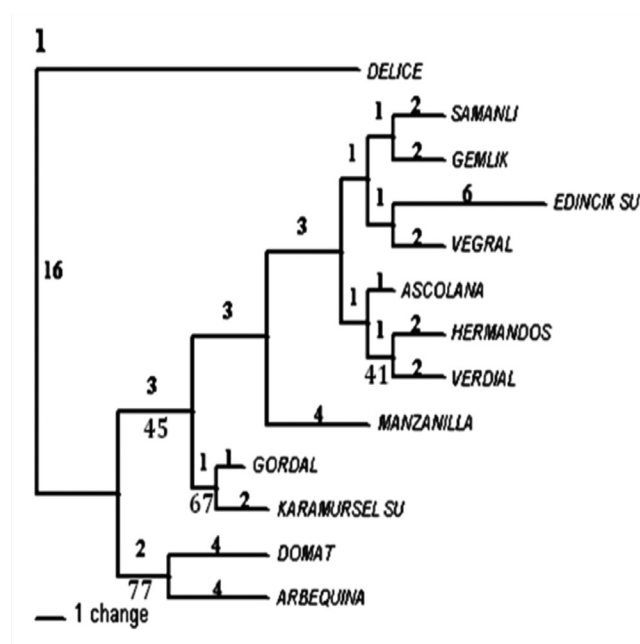 1
DELICE
1 2 SAMANLI
1
2 GEMLIK
1 6 EDINCIK SU
3
2 VEGRAL
16
1 1 ASCOLANA
3
1 2 HERMANDOS
41 2 VERDIAL
3
4 MANZANILLA
45
1 1 GORDAL
67 2 KARAMURSEL SU
2 4 DOMAT
77 4 ARBEQUINA
1 change